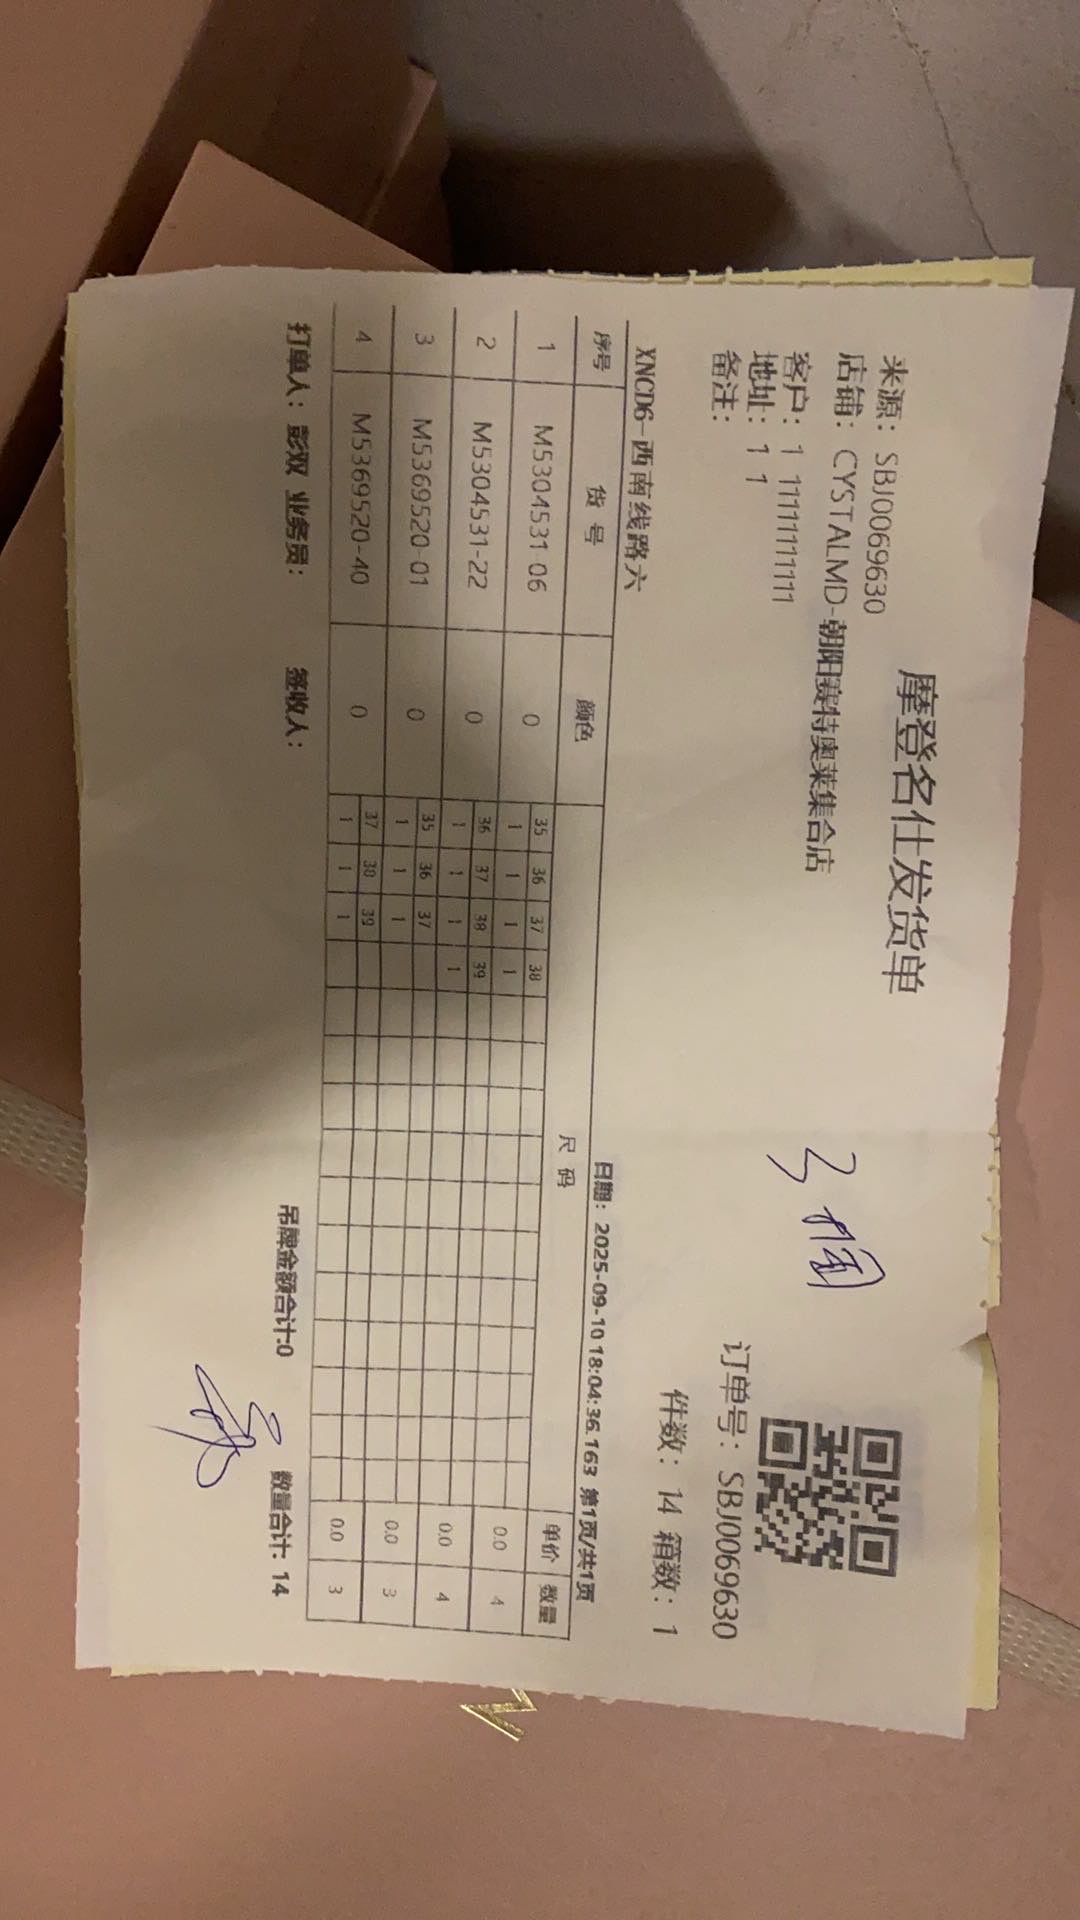 摩登名仕发货单
来源：SBJ0069630
店铺：CYSTALMD-朝阳赛特奥莱集合店
客户：1 11111111111
地址：1 1
备注：
订单号：SBJ0069630
件数：14 箱数：1
XNCD6-西南线路六
日期：2025-09-10 18:04:36.163 第1页/共1页
序号 货号 颜色 尺码 单价 数量
35 36 37 38
1 M5304531-06 0 1 1 1 1 0.0 4
36 37 38 39
2 M5304531-22 0 1 1 1 1 0.0 4
35 36 37
3 M5369520-01 0 1 1 1 0.0 3
37 38 39
4 M5369520-40 0 1 1 1 0.0 3
打单人：彭双 业务员： 签收人： 吊牌金额合计:0 数量合计: 14